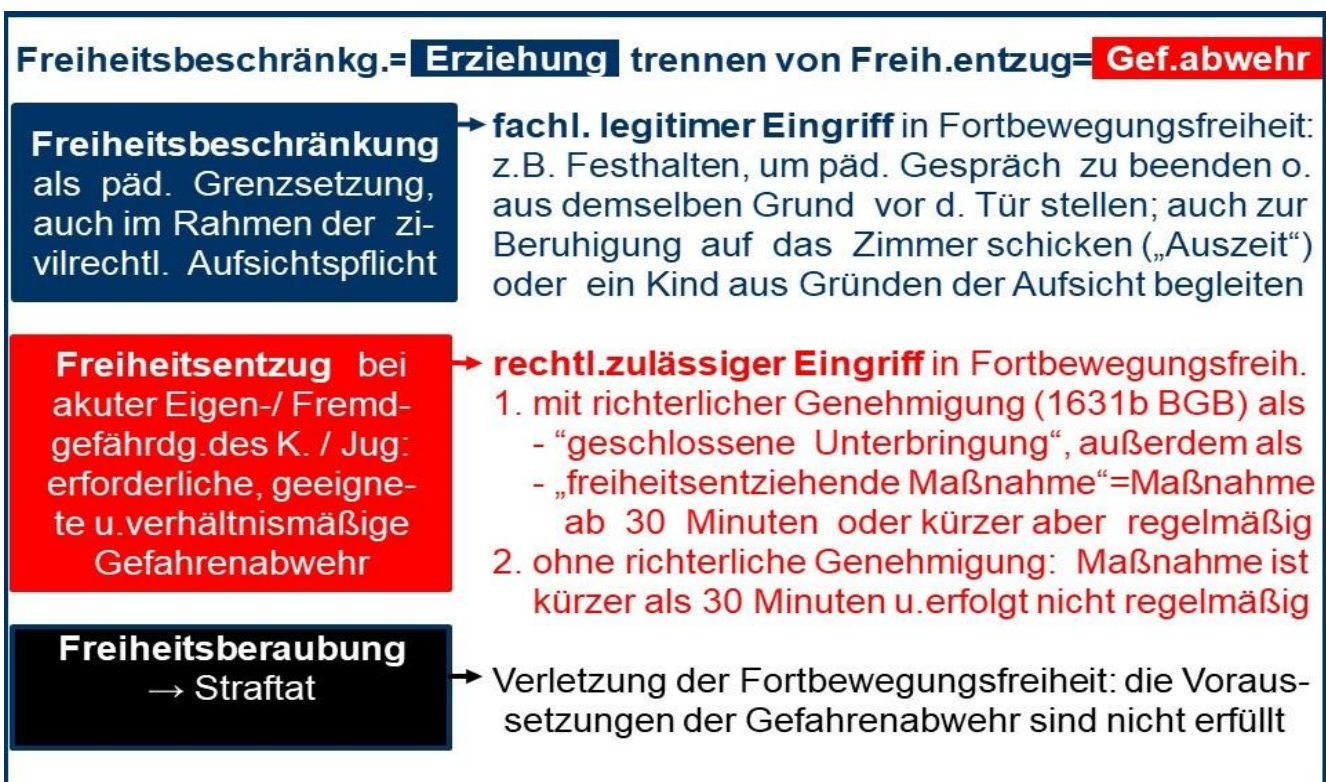 Freiheitsbeschränkg.= Erziehung trennen von Freih.entzug= Gef.abwehr
Freiheitsbeschränkung
als päd. Grenzsetzung,
auch im Rahmen der zi-
vilrechtl. Aufsichtspflicht
fachl. legitimer Eingriff in Fortbewegungsfreiheit:
z.B. Festhalten, um päd. Gespräch zu beenden o.
aus demselben Grund vor d. Tür stellen; auch zur
Beruhigung auf das Zimmer schicken („Auszeit“)
oder ein Kind aus Gründen der Aufsicht begleiten
Freiheitsentzug bei
akuter Eigen-/ Fremd-
gefährdg.des K. / Jug:
erforderliche, geeigne-
te u.verhältnismäßige
Gefahrenabwehr
rechtl.zulässiger Eingriff in Fortbewegungsfreih.
1. mit richterlicher Genehmigung (1631b BGB) als
- “geschlossene Unterbringung“, außerdem als
- „freiheitsentziehende Maßnahme“=Maßnahme
ab 30 Minuten oder kürzer aber regelmäßig
2. ohne richterliche Genehmigung: Maßnahme ist
kürzer als 30 Minuten u.erfolgt nicht regelmäßig
Freiheitsberaubung
→ Straftat
Verletzung der Fortbewegungsfreiheit: die Voraus-
setzungen der Gefahrenabwehr sind nicht erfüllt